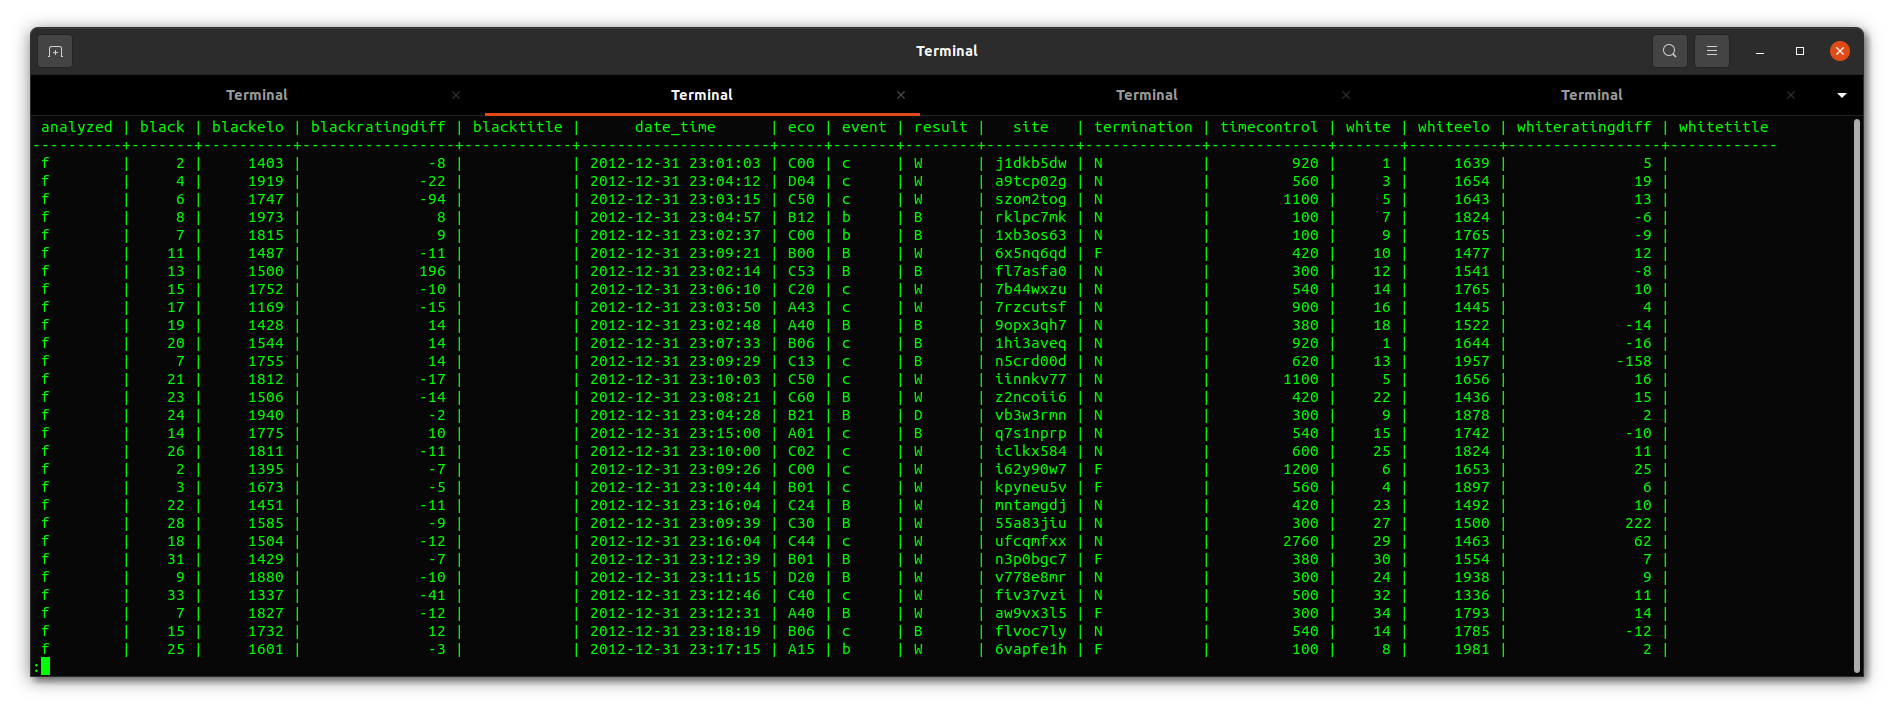 Terminal
Terminal Terminal Terminal Terminal
 analyzed | black | blackelo | blackratingdiff | blacktitle |      date_time      | eco | event | result |   site   | termination | timecontrol | white | whiteelo | whiteratingdiff | whitetitle
----------+-------+----------+-----------------+------------+---------------------+-----+-------+--------+----------+-------------+-------------+-------+----------+-----------------+------------
 f        |     2 |     1403 |              -8 |            | 2012-12-31 23:01:03 | C00 | c     | W      | j1dkb5dw | N           |         920 |     1 |     1639 |               5 |
 f        |     4 |     1919 |             -22 |            | 2012-12-31 23:04:12 | D04 | c     | W      | a9tcp02g | N           |         560 |     3 |     1654 |              19 |
 f        |     6 |     1747 |             -94 |            | 2012-12-31 23:03:15 | C50 | c     | W      | szom2tog | N           |        1100 |     5 |     1643 |              13 |
 f        |     8 |     1973 |               8 |            | 2012-12-31 23:04:57 | B12 | b     | B      | rklpc7mk | N           |         100 |     7 |     1824 |              -6 |
 f        |     7 |     1815 |               9 |            | 2012-12-31 23:02:37 | C00 | b     | B      | 1xb3os63 | N           |         100 |     9 |     1765 |              -9 |
 f        |    11 |     1487 |             -11 |            | 2012-12-31 23:09:21 | B00 | B     | W      | 6x5nq6qd | F           |         420 |    10 |     1477 |              12 |
 f        |    13 |     1500 |             196 |            | 2012-12-31 23:02:14 | C53 | B     | B      | fl7asfa0 | N           |         300 |    12 |     1541 |              -8 |
 f        |    15 |     1752 |             -10 |            | 2012-12-31 23:06:10 | C20 | c     | W      | 7b44wxzu | N           |         540 |    14 |     1765 |              10 |
 f        |    17 |     1169 |             -15 |            | 2012-12-31 23:03:50 | A43 | c     | W      | 7rzcutsf | N           |         900 |    16 |     1445 |               4 |
 f        |    19 |     1428 |              14 |            | 2012-12-31 23:02:48 | A40 | B     | B      | 9opx3qh7 | N           |         380 |    18 |     1522 |             -14 |
 f        |    20 |     1544 |              14 |            | 2012-12-31 23:07:33 | B06 | c     | B      | 1hi3aveq | N           |         920 |     1 |     1644 |             -16 |
 f        |     7 |     1755 |              14 |            | 2012-12-31 23:09:29 | C13 | c     | B      | n5crd00d | N           |         620 |    13 |     1957 |            -158 |
 f        |    21 |     1812 |             -17 |            | 2012-12-31 23:10:03 | C50 | c     | W      | iinnkv77 | N           |        1100 |     5 |     1656 |              16 |
 f        |    23 |     1506 |             -14 |            | 2012-12-31 23:08:21 | C60 | B     | W      | z2ncoii6 | N           |         420 |    22 |     1436 |              15 |
 f        |    24 |     1940 |              -2 |            | 2012-12-31 23:04:28 | B21 | B     | D      | vb3w3rmn | N           |         300 |     9 |     1878 |               2 |
 f        |    14 |     1775 |              10 |            | 2012-12-31 23:15:00 | A01 | c     | B      | q7s1nprp | N           |         540 |    15 |     1742 |             -10 |
 f        |    26 |     1811 |             -11 |            | 2012-12-31 23:10:00 | C02 | c     | W      | iclkx584 | N           |         600 |    25 |     1824 |              11 |
 f        |     2 |     1395 |              -7 |            | 2012-12-31 23:09:26 | C00 | c     | W      | i62y90w7 | F           |        1200 |     6 |     1653 |              25 |
 f        |     3 |     1673 |              -5 |            | 2012-12-31 23:10:44 | B01 | c     | W      | kpyneu5v | F           |         560 |     4 |     1897 |               6 |
 f        |    22 |     1451 |             -11 |            | 2012-12-31 23:16:04 | C24 | B     | W      | mntamgdj | N           |         420 |    23 |     1492 |              10 |
 f        |    28 |     1585 |              -9 |            | 2012-12-31 23:09:39 | C30 | B     | W      | 55a83jiu | N           |         300 |    27 |     1500 |             222 |
 f        |    18 |     1504 |             -12 |            | 2012-12-31 23:16:04 | C44 | c     | W      | ufcqmfxx | N           |        2760 |    29 |     1463 |              62 |
 f        |    31 |     1429 |              -7 |            | 2012-12-31 23:12:39 | B01 | B     | W      | n3p0bgc7 | F           |         380 |    30 |     1554 |               7 |
 f        |     9 |     1880 |             -10 |            | 2012-12-31 23:11:15 | D20 | B     | W      | v778e8mr | N           |         300 |    24 |     1938 |               9 |
 f        |    33 |     1337 |             -41 |            | 2012-12-31 23:12:46 | C40 | c     | W      | fiv37vzi | N           |         500 |    32 |     1336 |              11 |
 f        |     7 |     1827 |             -12 |            | 2012-12-31 23:12:31 | A40 | B     | W      | aw9vx3l5 | F           |         300 |    34 |     1793 |              14 |
 f        |    15 |     1732 |              12 |            | 2012-12-31 23:18:19 | B06 | c     | B      | flvoc7ly | N           |         540 |    14 |     1785 |             -12 |
 f        |    25 |     1601 |              -3 |            | 2012-12-31 23:17:15 | A15 | b     | W      | 6vapfe1h | F           |         100 |     8 |     1981 |               2 |
: